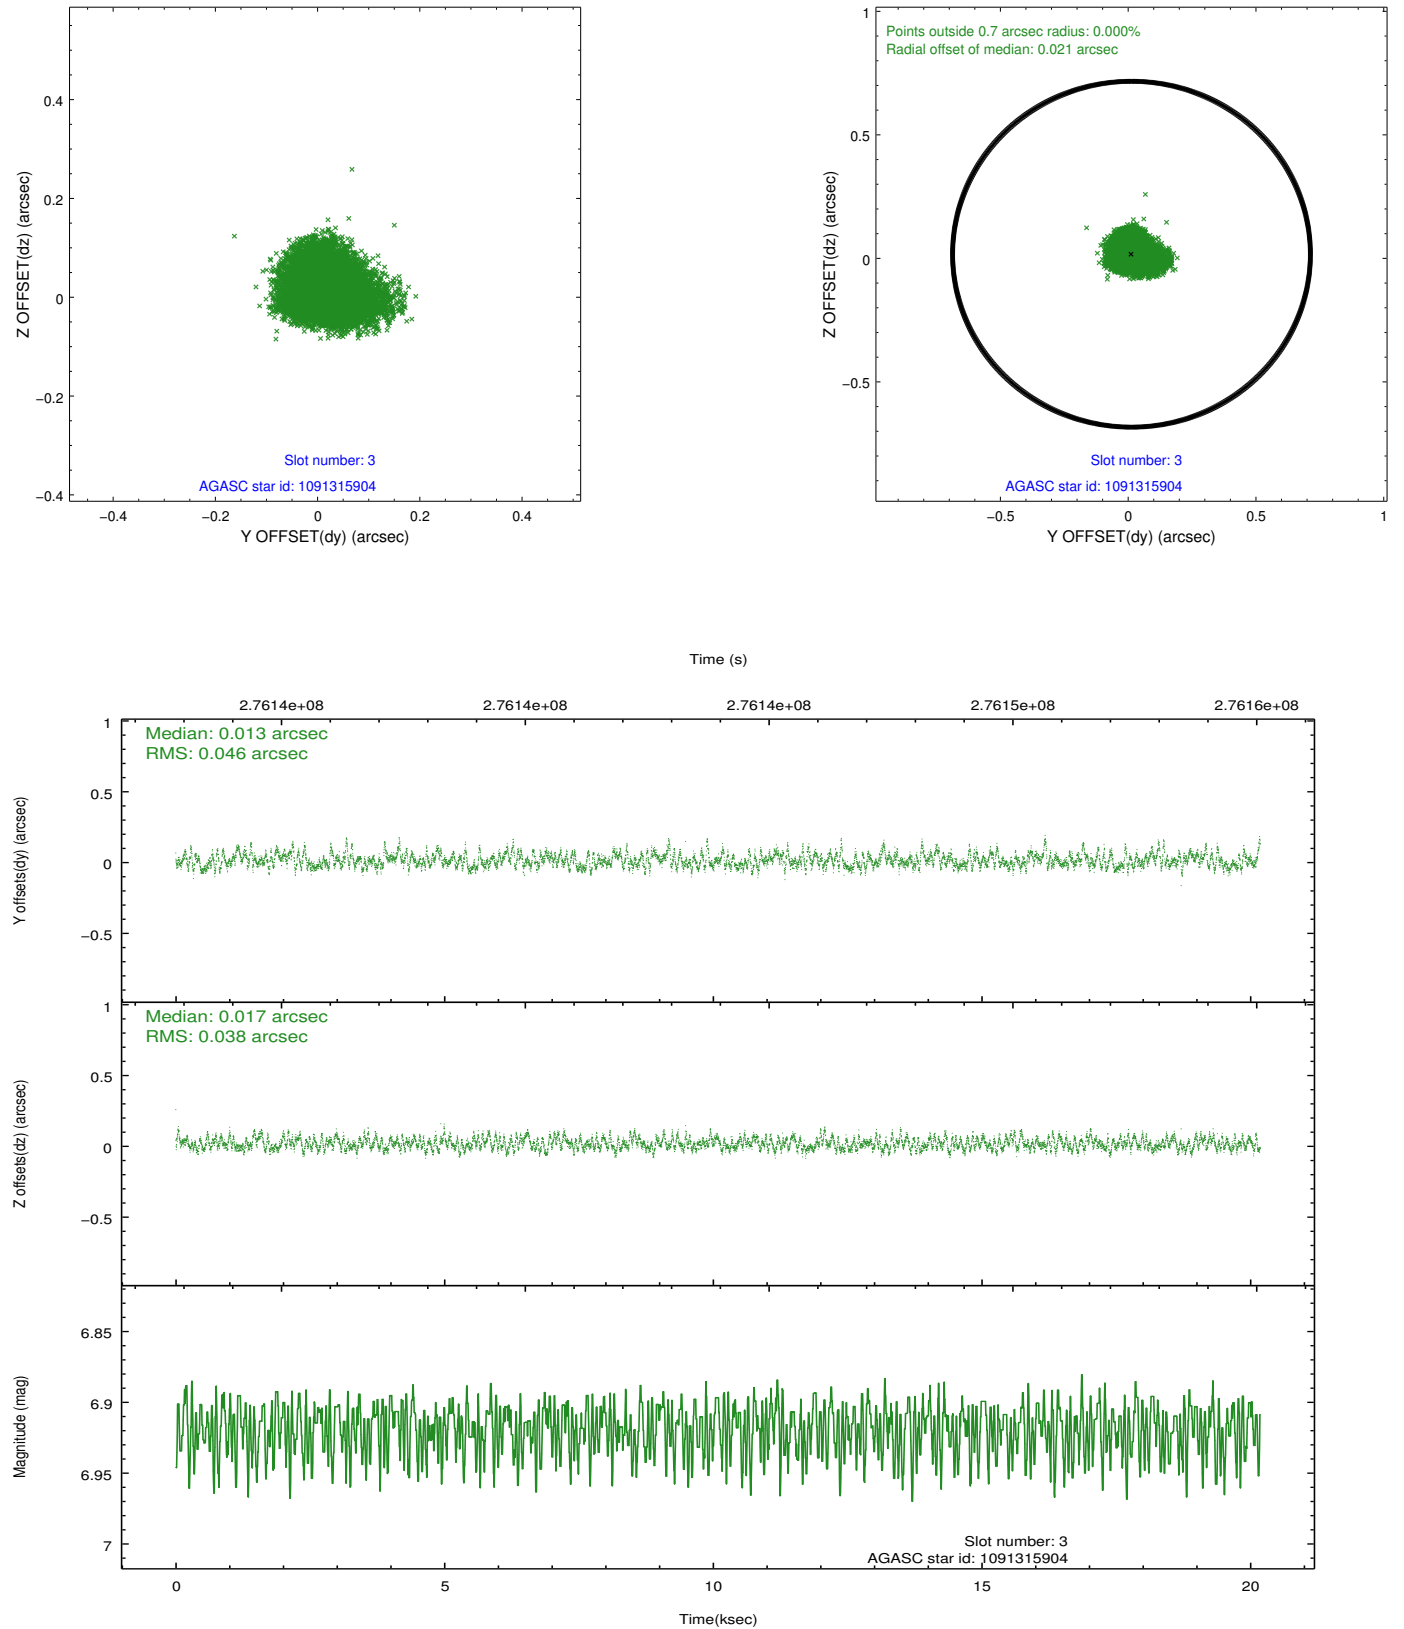 0.4
0.2
0
−0.2
−0.4
Z OFFSET(dz) (arcsec)
Slot number: 3
AGASC star id: 1091315904
−0.4 −0.2 0 0.2 0.4
Y OFFSET(dy) (arcsec)
1
0.5
0
−0.5
Z OFFSET(dz) (arcsec)
Points outside 0.7 arcsec radius: 0.000%
Radial offset of median: 0.021 arcsec
Slot number: 3
AGASC star id: 1091315904
−0.5 0 0.5 1
Y OFFSET(dy) (arcsec)
Time (s)
2.7614e+08 2.7614e+08 2.7614e+08 2.7615e+08 2.7616e+08
Median: 0.013 arcsec
RMS: 0.046 arcsec
1
0.5
0
−0.5
Y offsets(dy) (arcsec)
Median: 0.017 arcsec
RMS: 0.038 arcsec
1
0.5
0
−0.5
Z offsets(dz) (arcsec)
6.85
6.9
6.95
7
Magnitude (mag)
Slot number: 3
AGASC star id: 1091315904
0 5 10 15 20
Time(ksec)